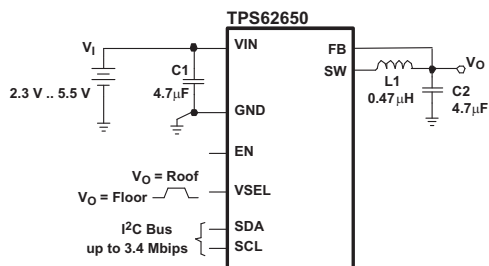 TPS62650
VI
VIN
FB
VO
SW
C1
4.7μF
L1
0.47μH
C2
4.7μF
2.3 V .. 5.5 V
GND
EN
VO = Roof
VO = Floor
VSEL
I²C Bus
up to 3.4 Mbips
SDA
SCL